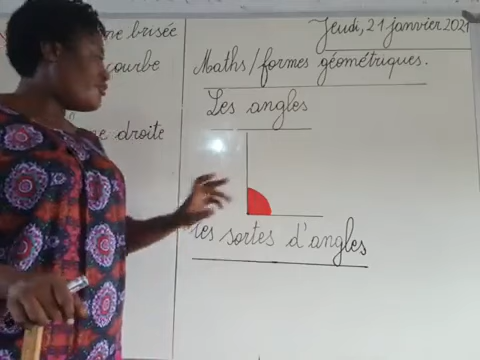 ne brisée
courbe
ne droite
Jeudi, 21 janvier 2021
Maths/formes géométriques.
Les angles
les sortes d'angles